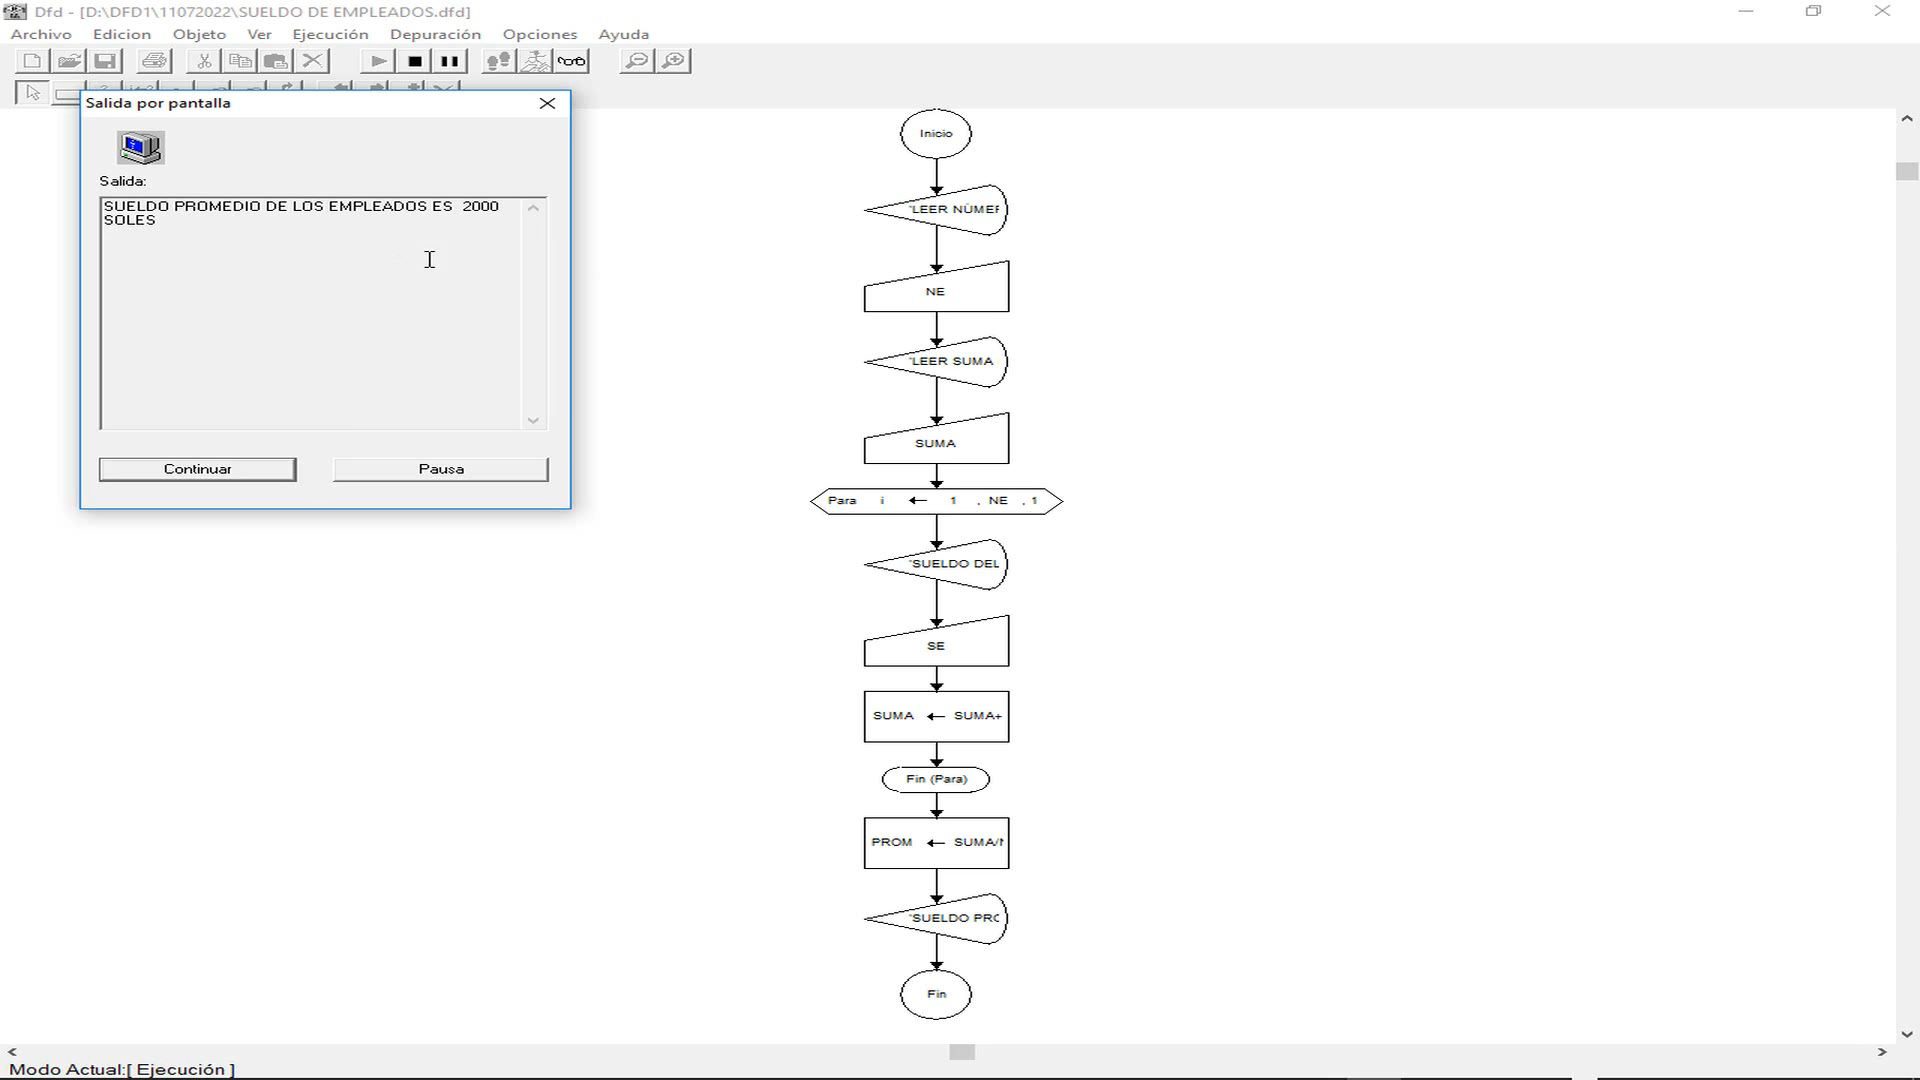 Dfd - [D:\DFD1\11072022\SUELDO DE EMPLEADOS.dfd]
Archivo Edicion Objeto Ver Ejecución Depuración Opciones Ayuda
Salida por pantalla
Salida:
SUELDO PROMEDIO DE LOS EMPLEADOS ES 2000
SOLES
Continuar Pausa
Inicio
'LEER NÚMER
NE
'LEER SUMA
SUMA
Para i ← 1 , NE , 1
'SUELDO DEL
SE
SUMA ← SUMA+
Fin (Para)
PROM ← SUMA/
'SUELDO PRO
Fin
Modo Actual:[ Ejecución ]